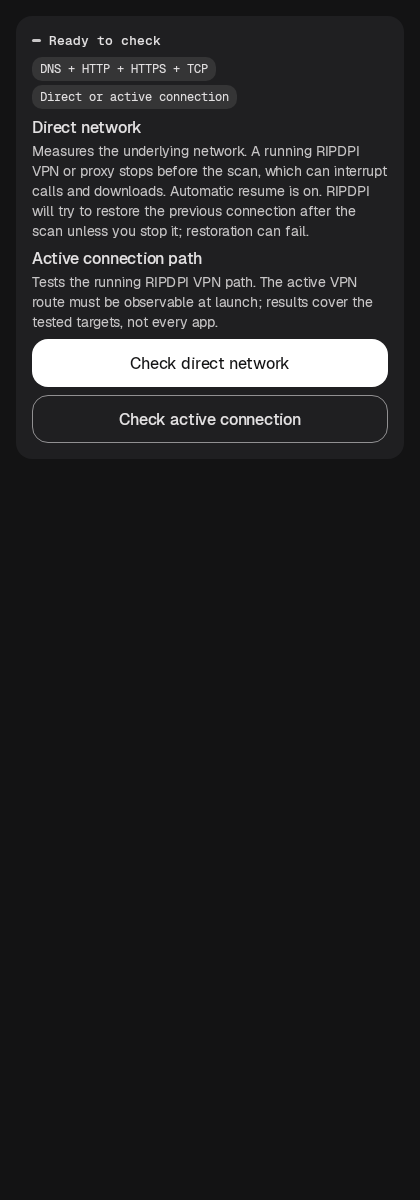 Ready to check
DNS + HTTP + HTTPS + TCP
Direct or active connection
Direct network
Measures the underlying network. A running RIPDPI
VPN or proxy stops before the scan, which can interrupt
calls and downloads. Automatic resume is on. RIPDPI
will try to restore the previous connection after the
scan unless you stop it; restoration can fail.
Active connection path
Tests the running RIPDPI VPN path. The active VPN
route must be observable at launch; results cover the
tested targets, not every app.
Check direct network
Check active connection